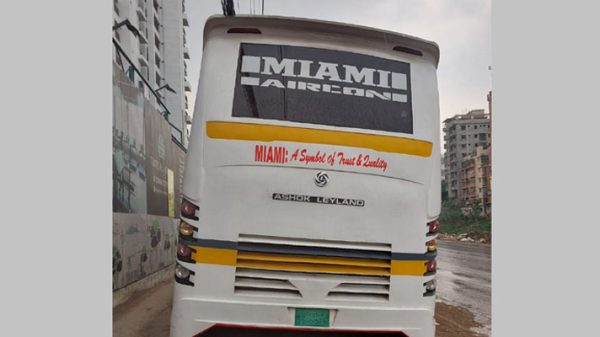 MIAMI
AIRCON
MIAMI: A Symbol Of Trust & Quality
ASHOK LEYLAND